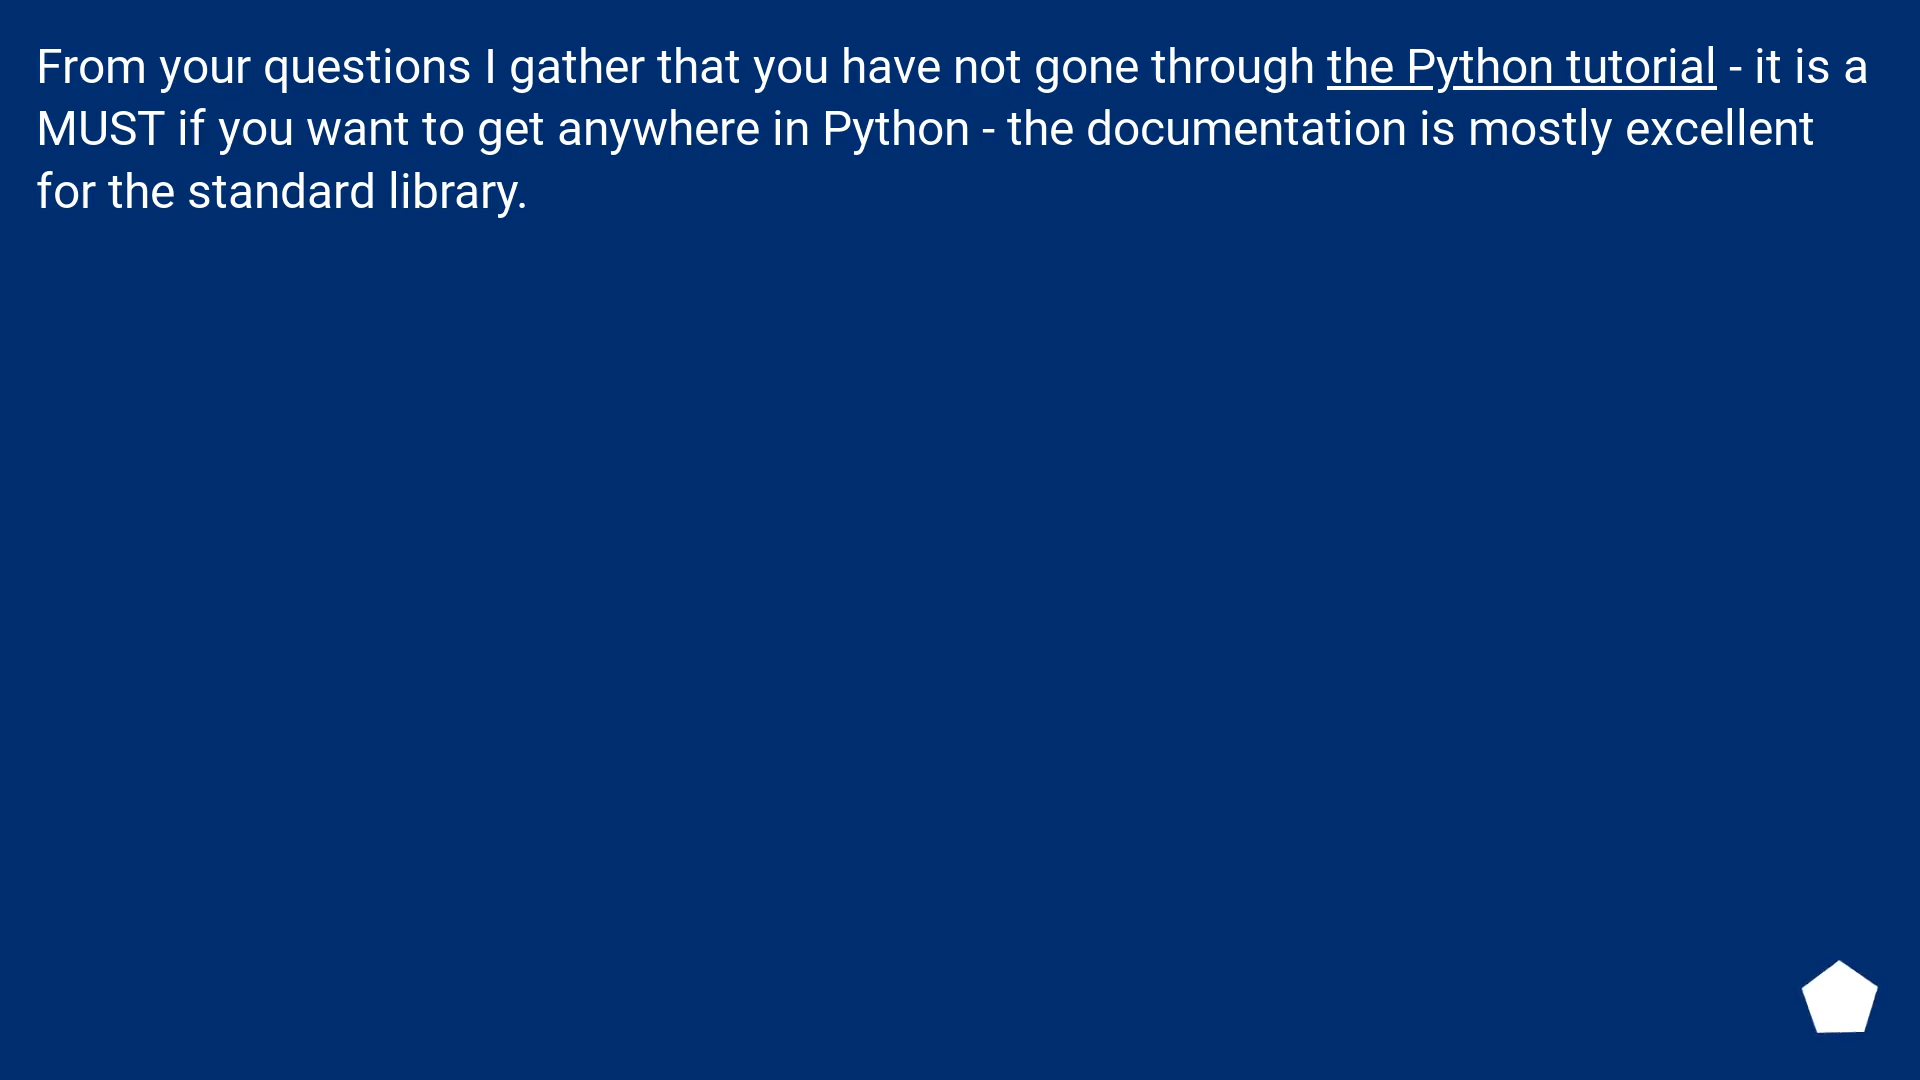 From your questions I gather that you have not gone through the Python tutorial - it is a
MUST if you want to get anywhere in Python - the documentation is mostly excellent
for the standard library.